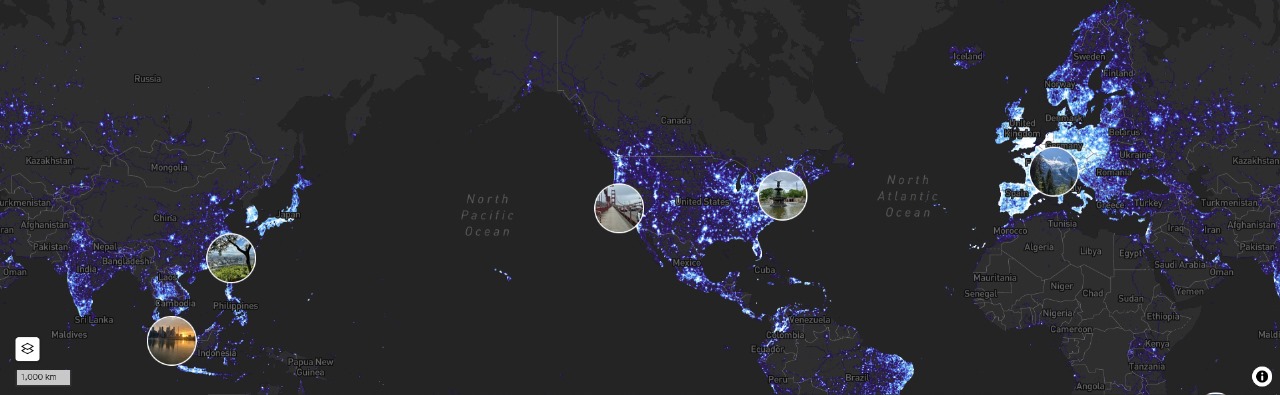 Iceland
Sweden
Finland
Russia
Norway
Canada
United
Kingdom
Denmark
Belarus
Germany
Ukraine
Kazakhstan
Mongolia
Kazakhstan
Romania
Spain
United States
North
Pacific
Ocean
North
Atlantic
Ocean
Turkmenistan
Greece
Turkey
China
Japan
Afghanistan
Morocco
Tunisia
Iraq
Iran
Afghanistan
Pakistan
Nepal
Algeria
Libya
Egypt
Bangladesh
India
Mexico
Cuba
Saudi Arabia
Oman
Oman
Mauritania
Senegal
Niger
Chad
Sudan
Yemen
Cambodia
Philippines
Sri Lanka
Maldives
Venezuela
Colombia
Nigeria
Cameroon
Ethiopia
Indonesia
Ecuador
Kenya
Papua New
Guinea
Tanzania
Peru
Brazil
Angola
1,000 km